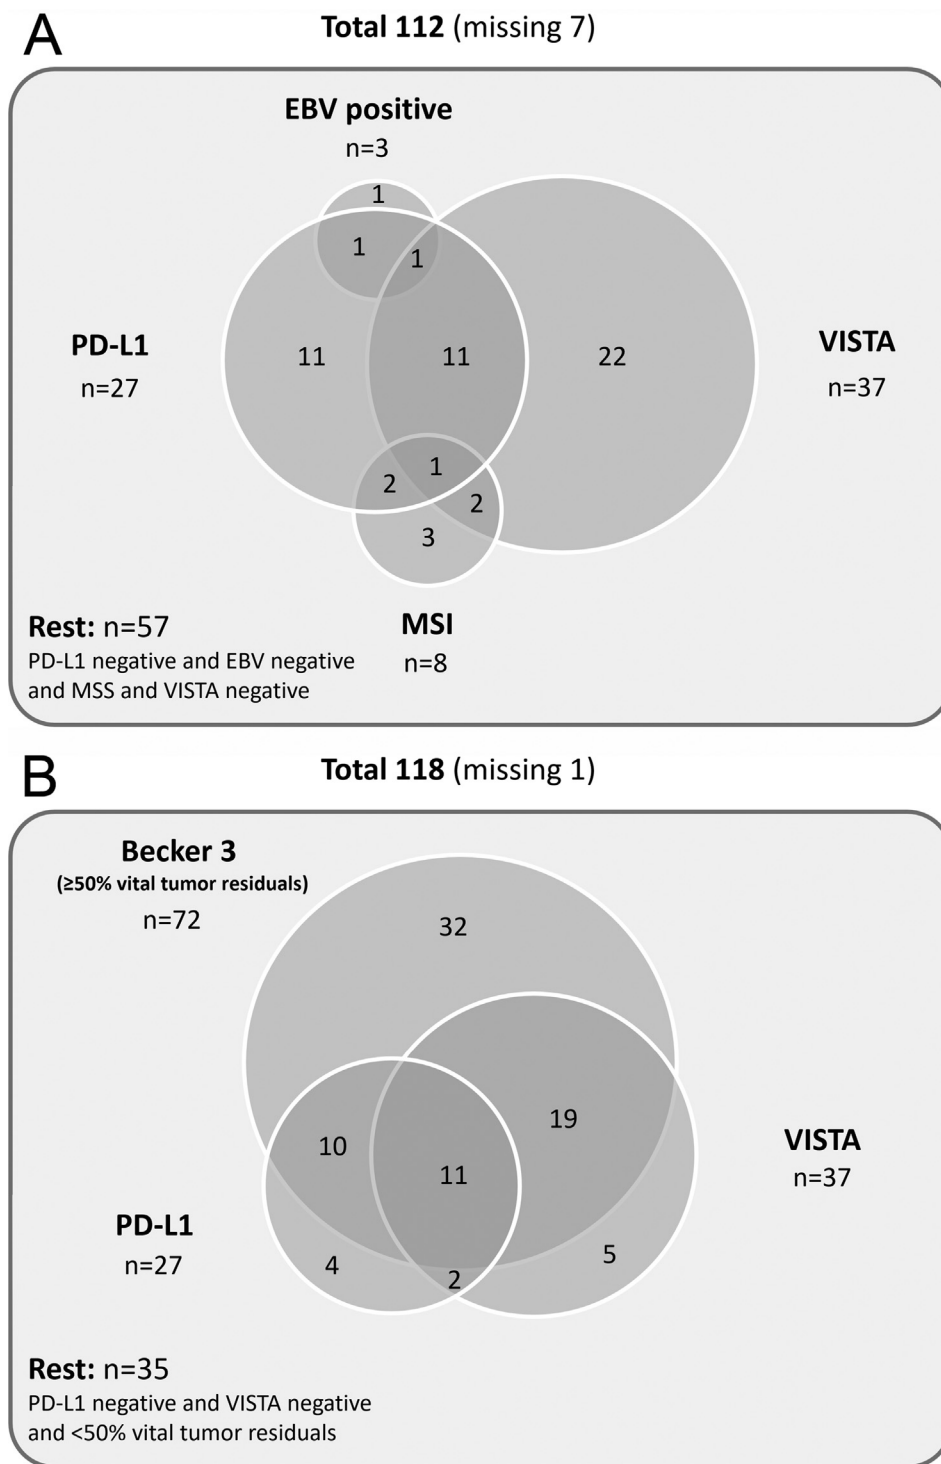 A
Total 112 (missing 7)
EBV positive
n=3
1
1
1
PD-L1
n=27
11
11
22
VISTA
n=37
1
2
2
3
Rest: n=57
PD-L1 negative and EBV negative
and MSS and VISTA negative
MSI
n=8
B
Total 118 (missing 1)
Becker 3
(≥50% vital tumor residuals)
n=72
32
19
10
11
VISTA
n=37
PD-L1
n=27
4
2
5
Rest: n=35
PD-L1 negative and VISTA negative
and <50% vital tumor residuals